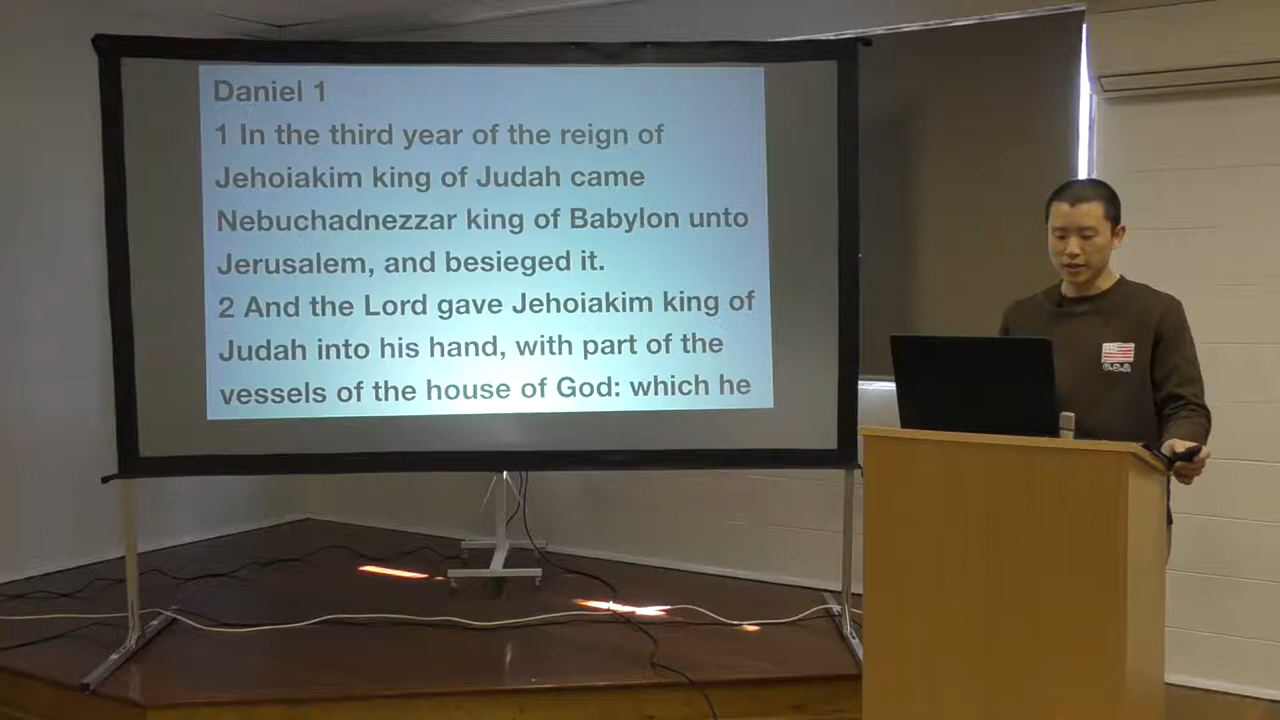 Daniel 1
1 In the third year of the reign of
Jehoiakim king of Judah came
Nebuchadnezzar king of Babylon unto
Jerusalem, and besieged it.
2 And the Lord gave Jehoiakim king of
Judah into his hand, with part of the
vessels of the house of God: which he
U.S.A